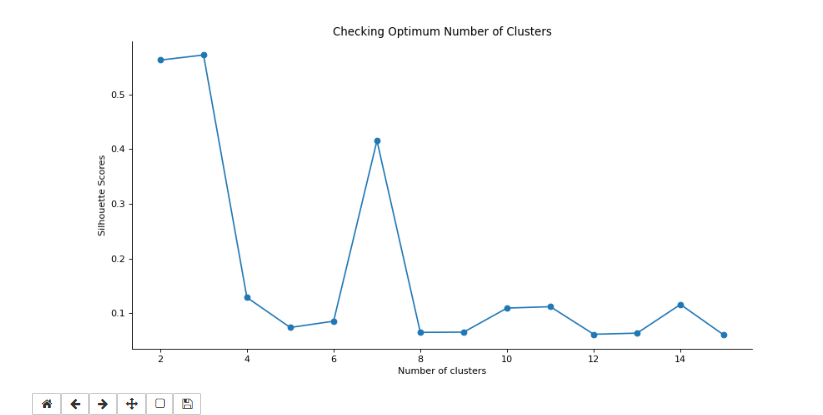 Checking Optimum Number of Clusters
0.5
0.4
0.3
0.2
0.1
Silhouette Scores
2 4 6 8 10 12 14
Number of clusters